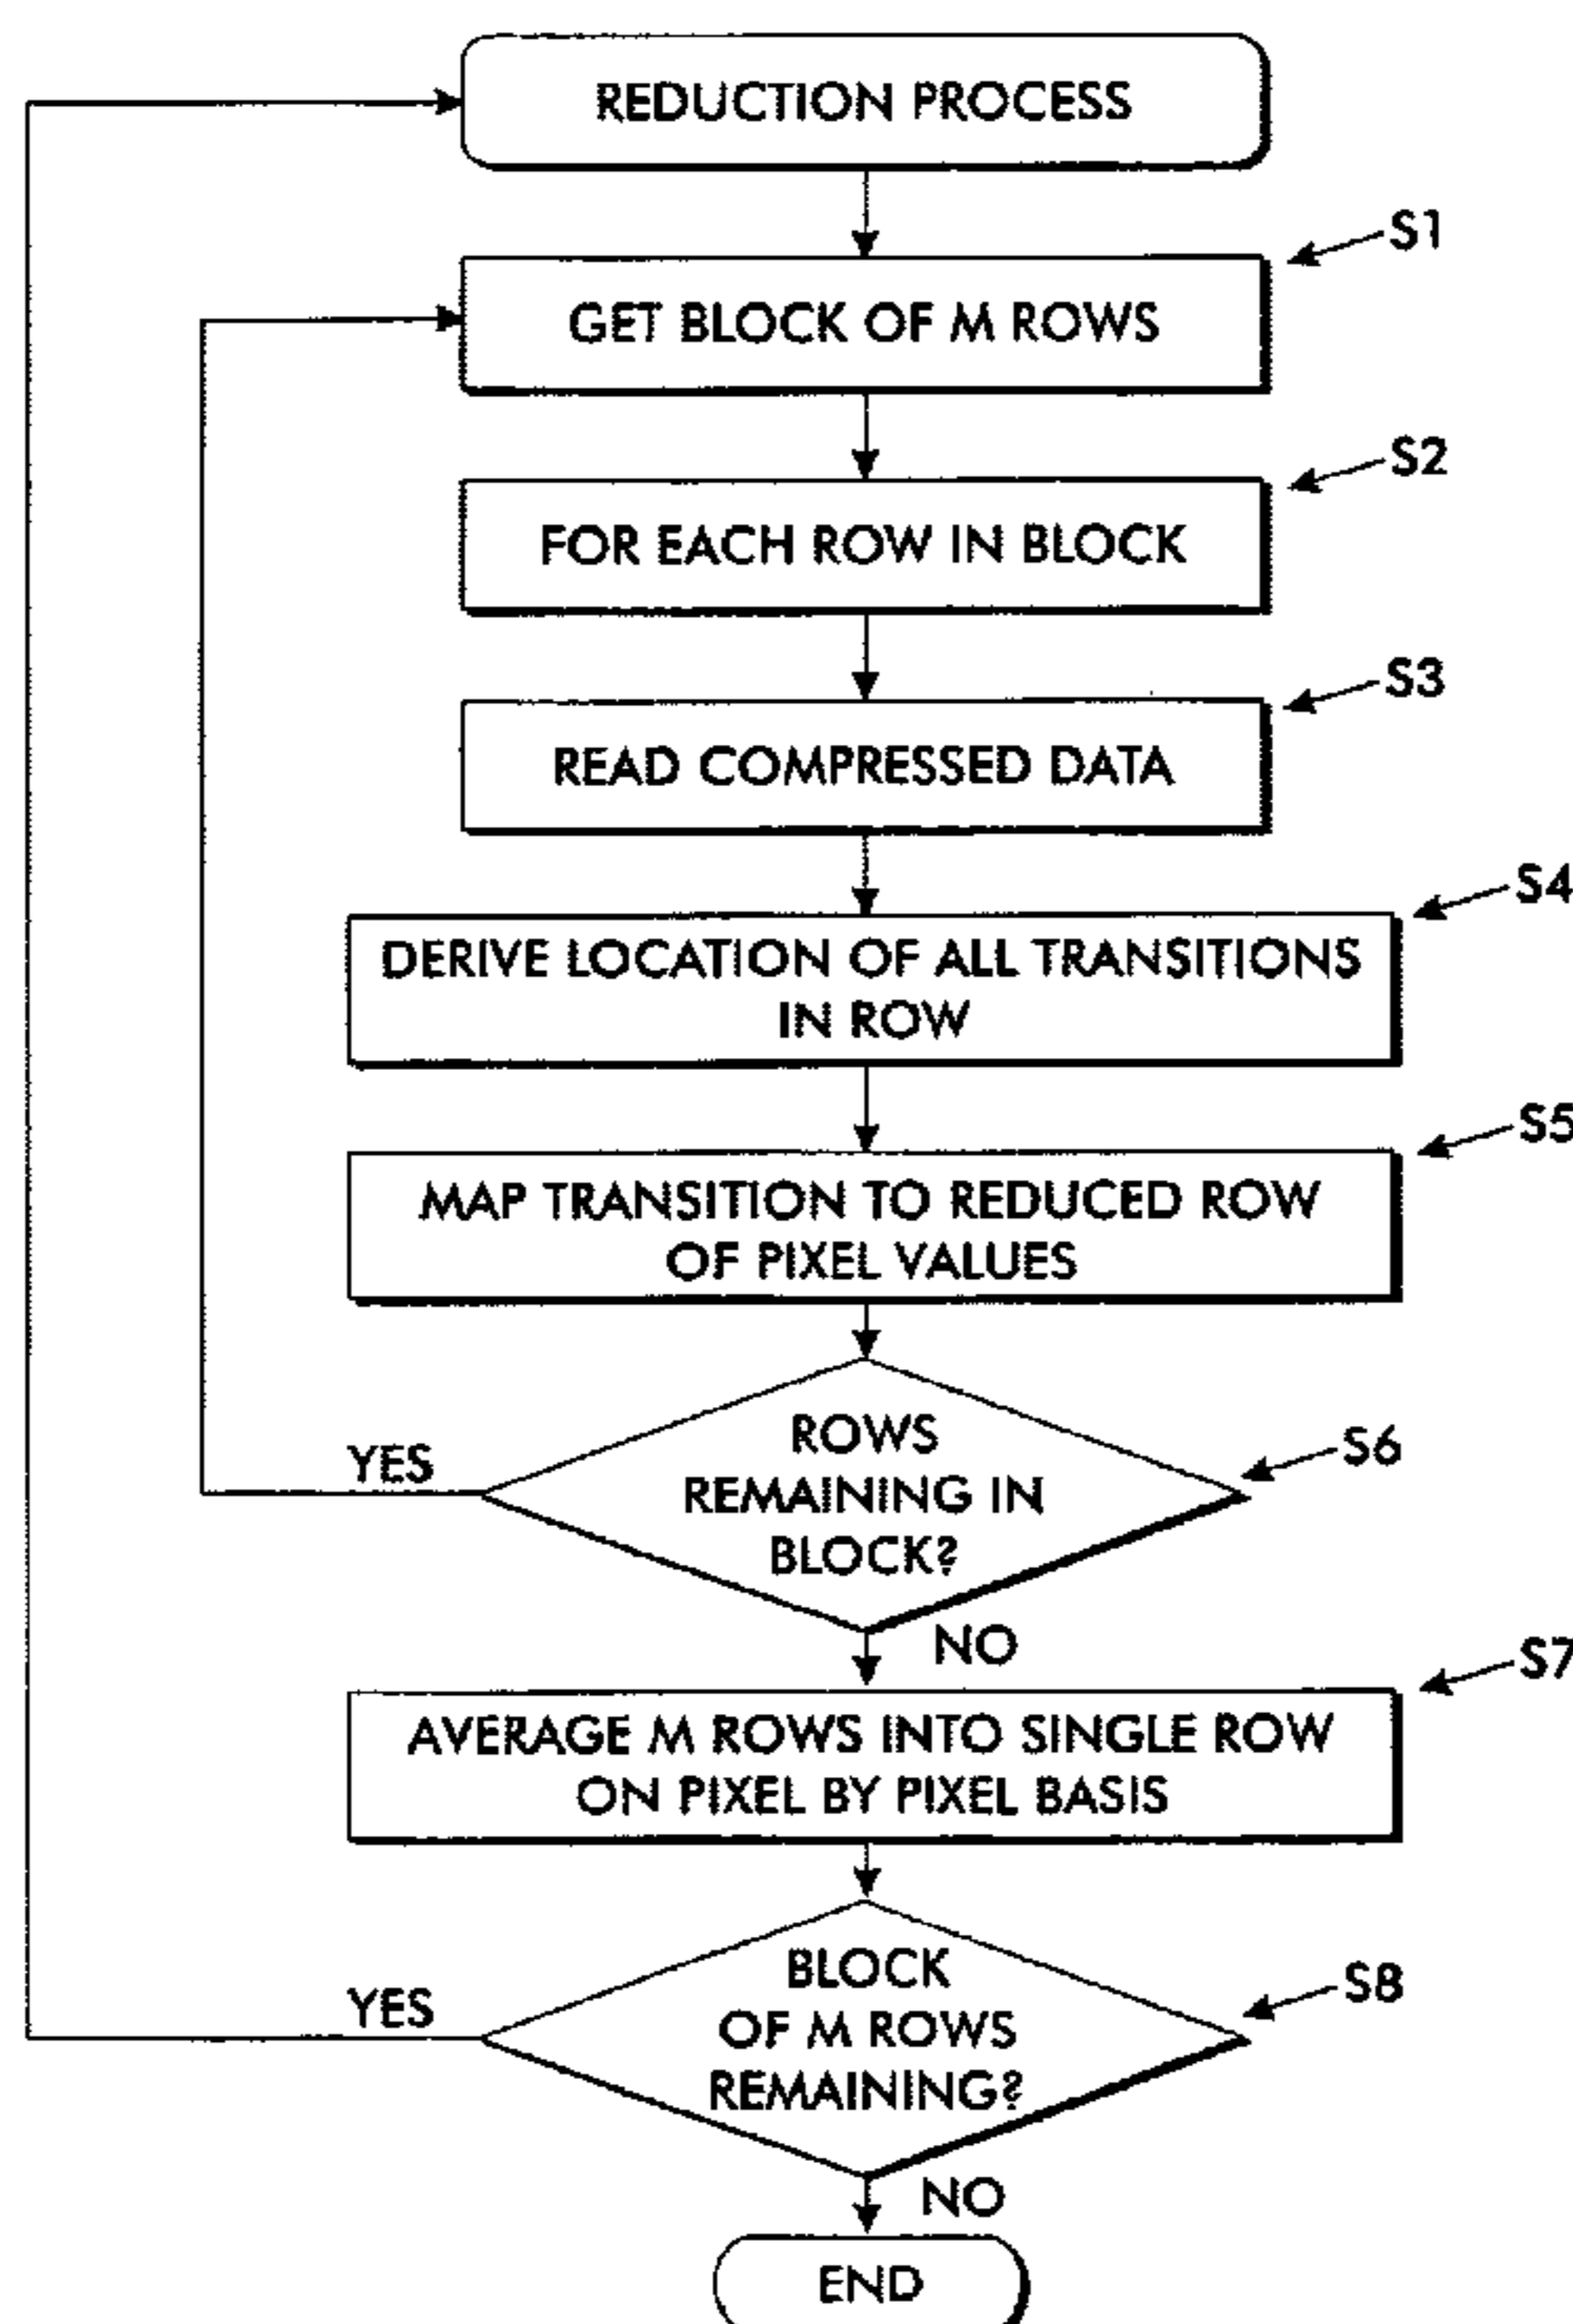 REDUCTION PROCESS
S1
GET BLOCK OF M ROWS
S2
FOR EACH ROW IN BLOCK
S3
READ COMPRESSED DATA
S4
DERIVE LOCATION OF ALL TRANSITIONS
IN ROW
S5
MAP TRANSITION TO REDUCED ROW
OF PIXEL VALUES
ROWS
REMAINING IN
BLOCK?
S6
YES
NO
S7
AVERAGE M ROWS INTO SINGLE ROW
ON PIXEL BY PIXEL BASIS
BLOCK
OF M ROWS
REMAINING?
S8
YES
NO
END